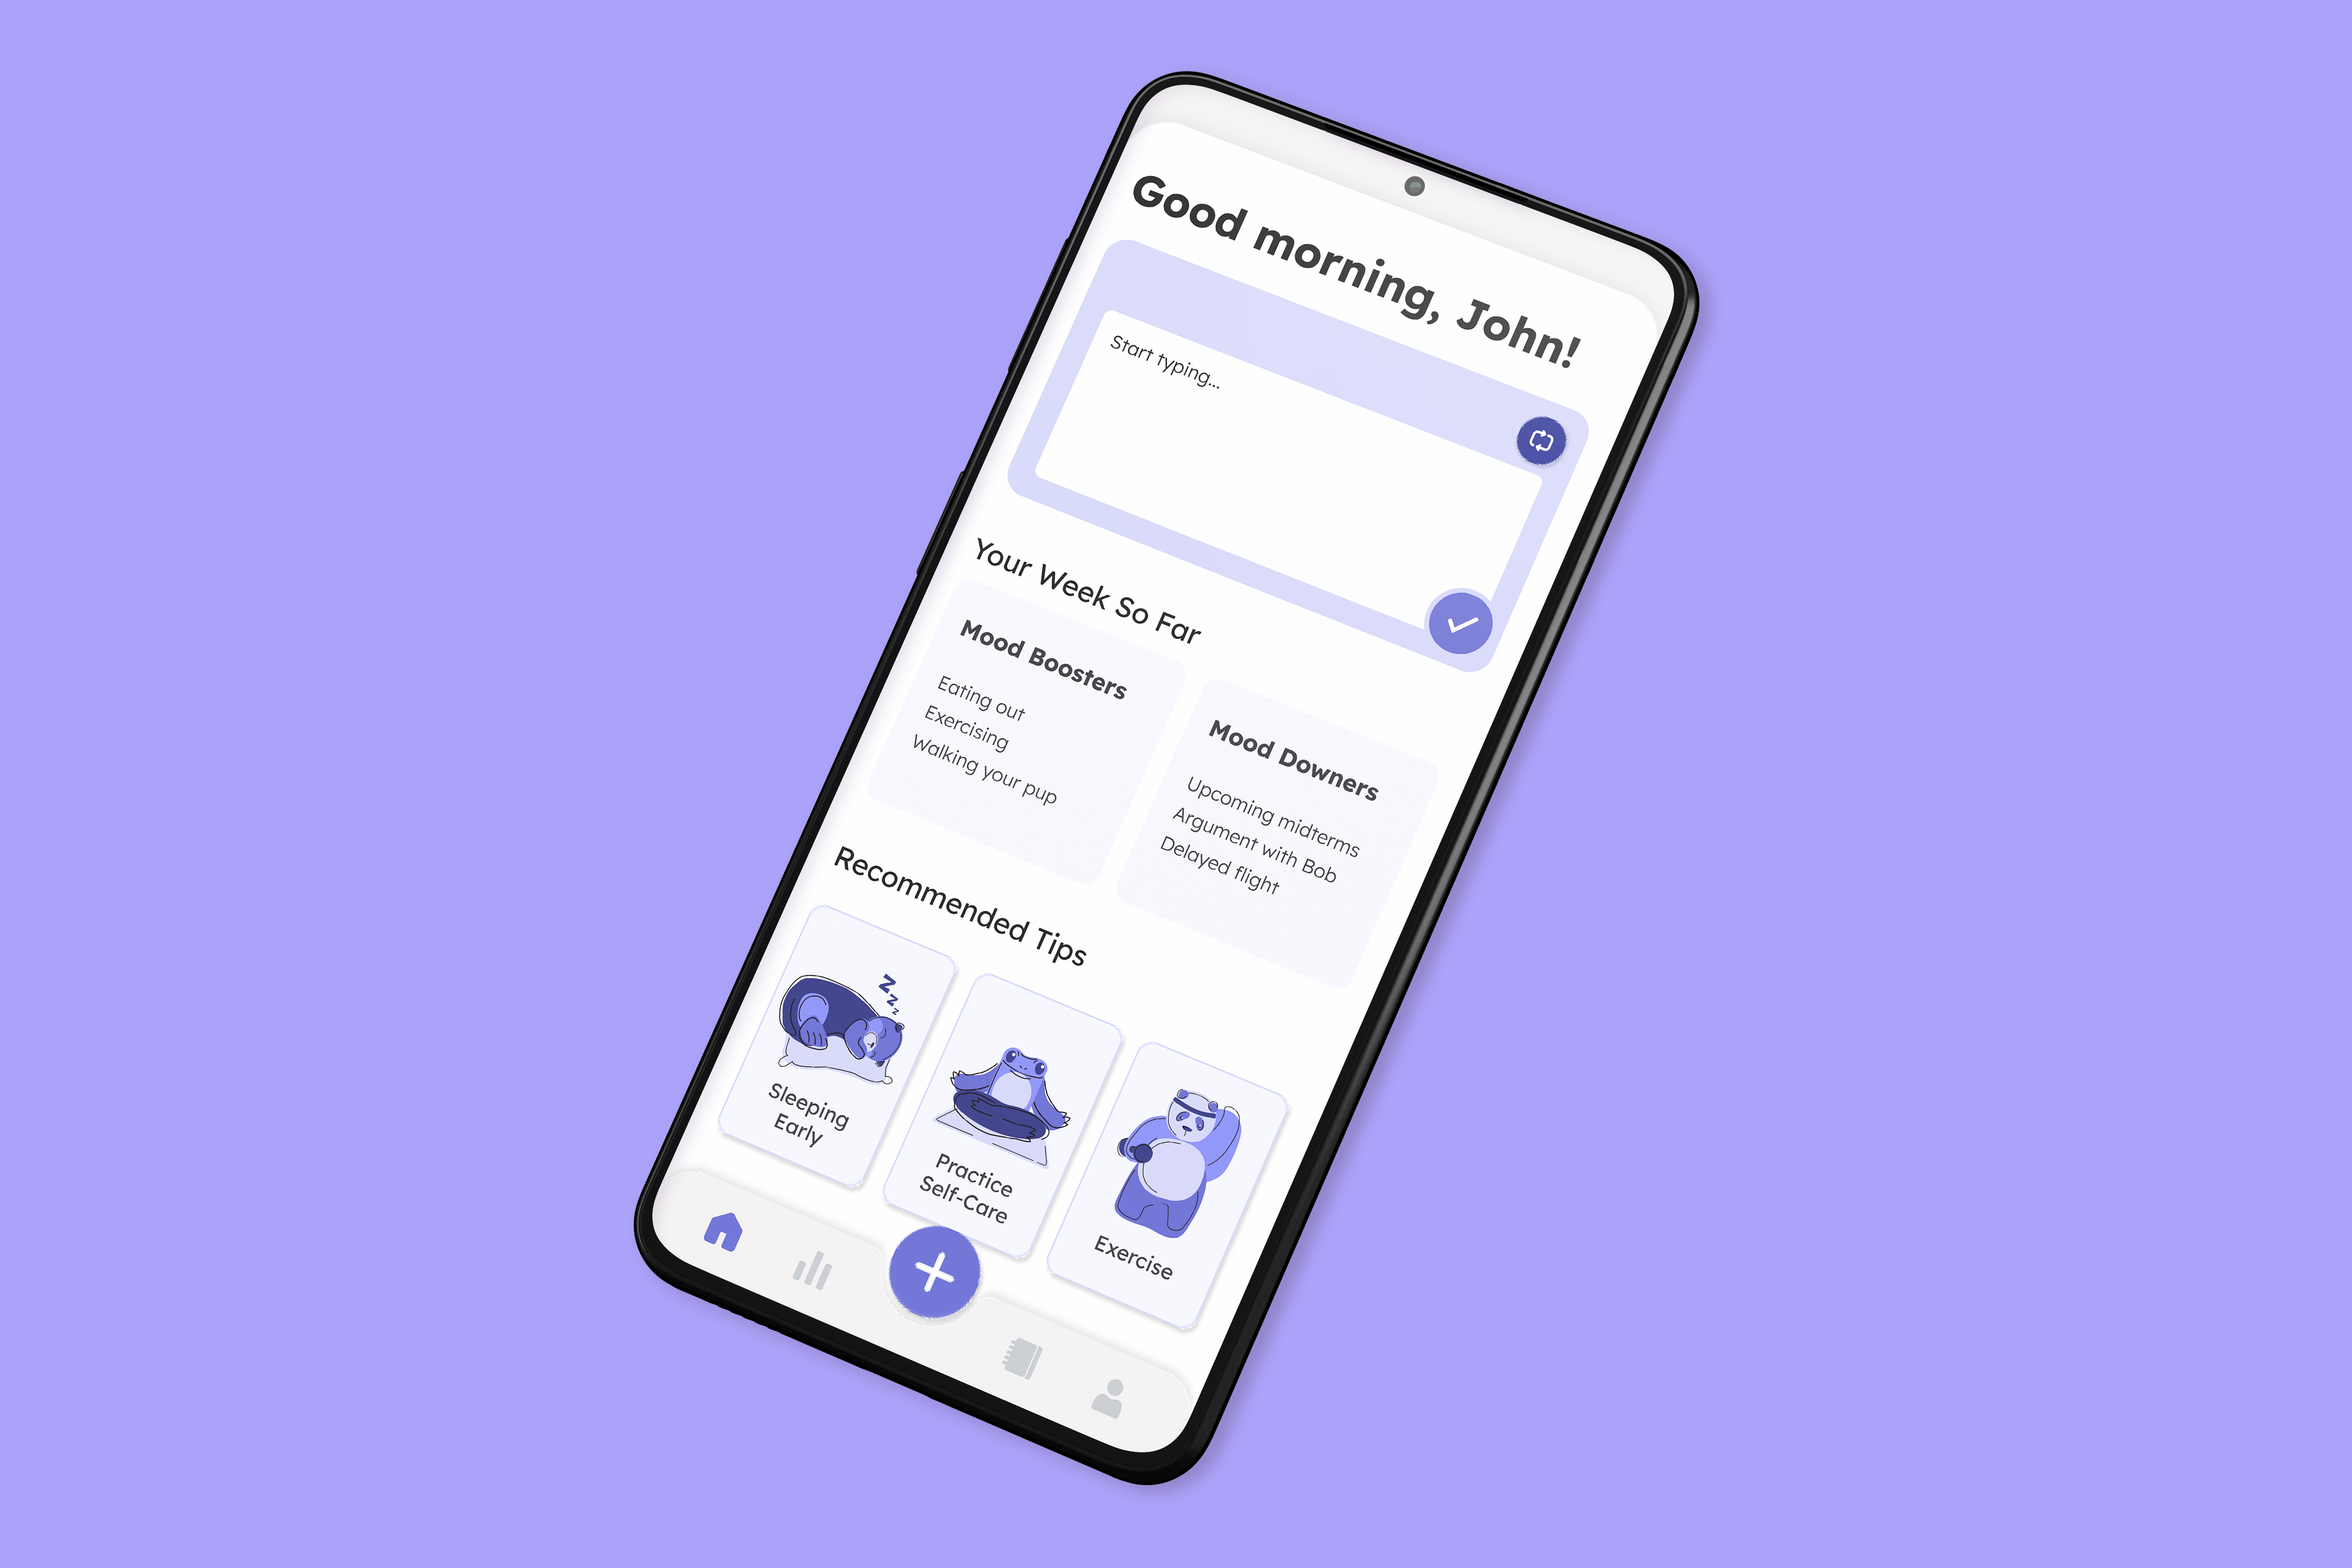 Good morning, John!
Start typing...
Your Week So Far
Mood Boosters
Eating out
Exercising
Walking your pup
Mood Downers
Upcoming midterms
Argument with Bob
Delayed flight
Recommended Tips
z
z
z
Sleeping
Early
Practice
Self-Care
Exercise